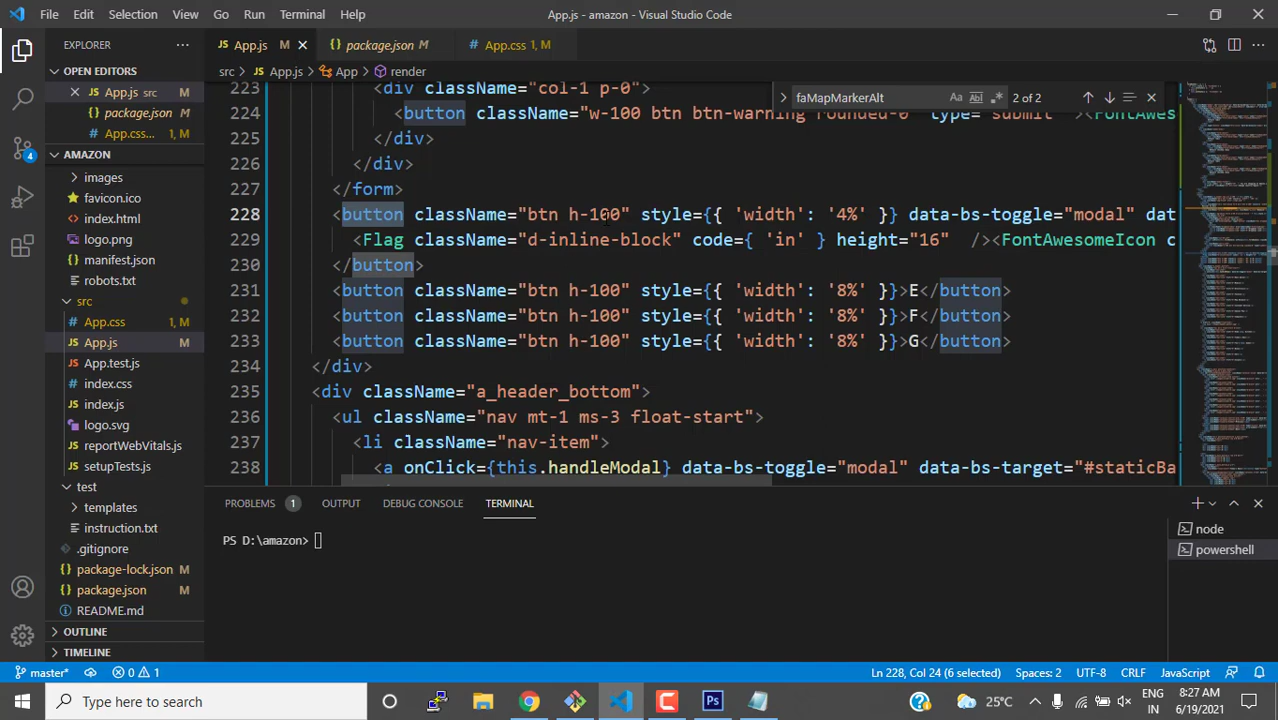 File Edit Selection View Go Run Terminal Help App.js - amazon - Visual Studio Code
EXPLORER ... JS App.js M {} package.json M # App.css 1, M
OPEN EDITORS
JS App.js src M
{} package.json M
# App.css... 1, M
AMAZON
images
favicon.ico
index.html
logo.png
manifest.json
robots.txt
src
App.css 1, M
App.js M
App.test.js
index.css
index.js
logo.svg
reportWebVitals.js
setupTests.js
test
templates
instruction.txt
.gitignore
package-lock.json M
package.json M
README.md
OUTLINE
TIMELINE
src > JS App.js > App > render
faMapMarkerAlt Aa Abl .* 2 of 2
223 <div className="col-1 p-0">
224 <button className="w-100 btn btn-warning rounded-0" type="submit"><FontAwes
225 </div>
226 </div>
227 </form>
228 <button className="btn h-100" style={{ 'width': '4%' }} data-bs-toggle="modal" dat
229 <Flag className="d-inline-block" code={ 'in' } height="16" /><FontAwesomeIcon c
230 </button>
231 <button className="btn h-100" style={{ 'width': '8%' }}>E</button>
232 <button className="btn h-100" style={{ 'width': '8%' }}>F</button>
233 <button className="btn h-100" style={{ 'width': '8%' }}>G</button>
234 </div>
235 <div className="a_header_bottom">
236 <ul className="nav mt-1 ms-3 float-start">
237 <li className="nav-item">
238 <a onClick={this.handleModal} data-bs-toggle="modal" data-bs-target="#staticBa
PROBLEMS 1 OUTPUT DEBUG CONSOLE TERMINAL
PS D:\amazon>
node
powershell
4
master* 0 1 Ln 228, Col 24 (6 selected) Spaces: 2 UTF-8 CRLF JavaScript
Type here to search 25°C ENG IN 8:27 AM 6/19/2021